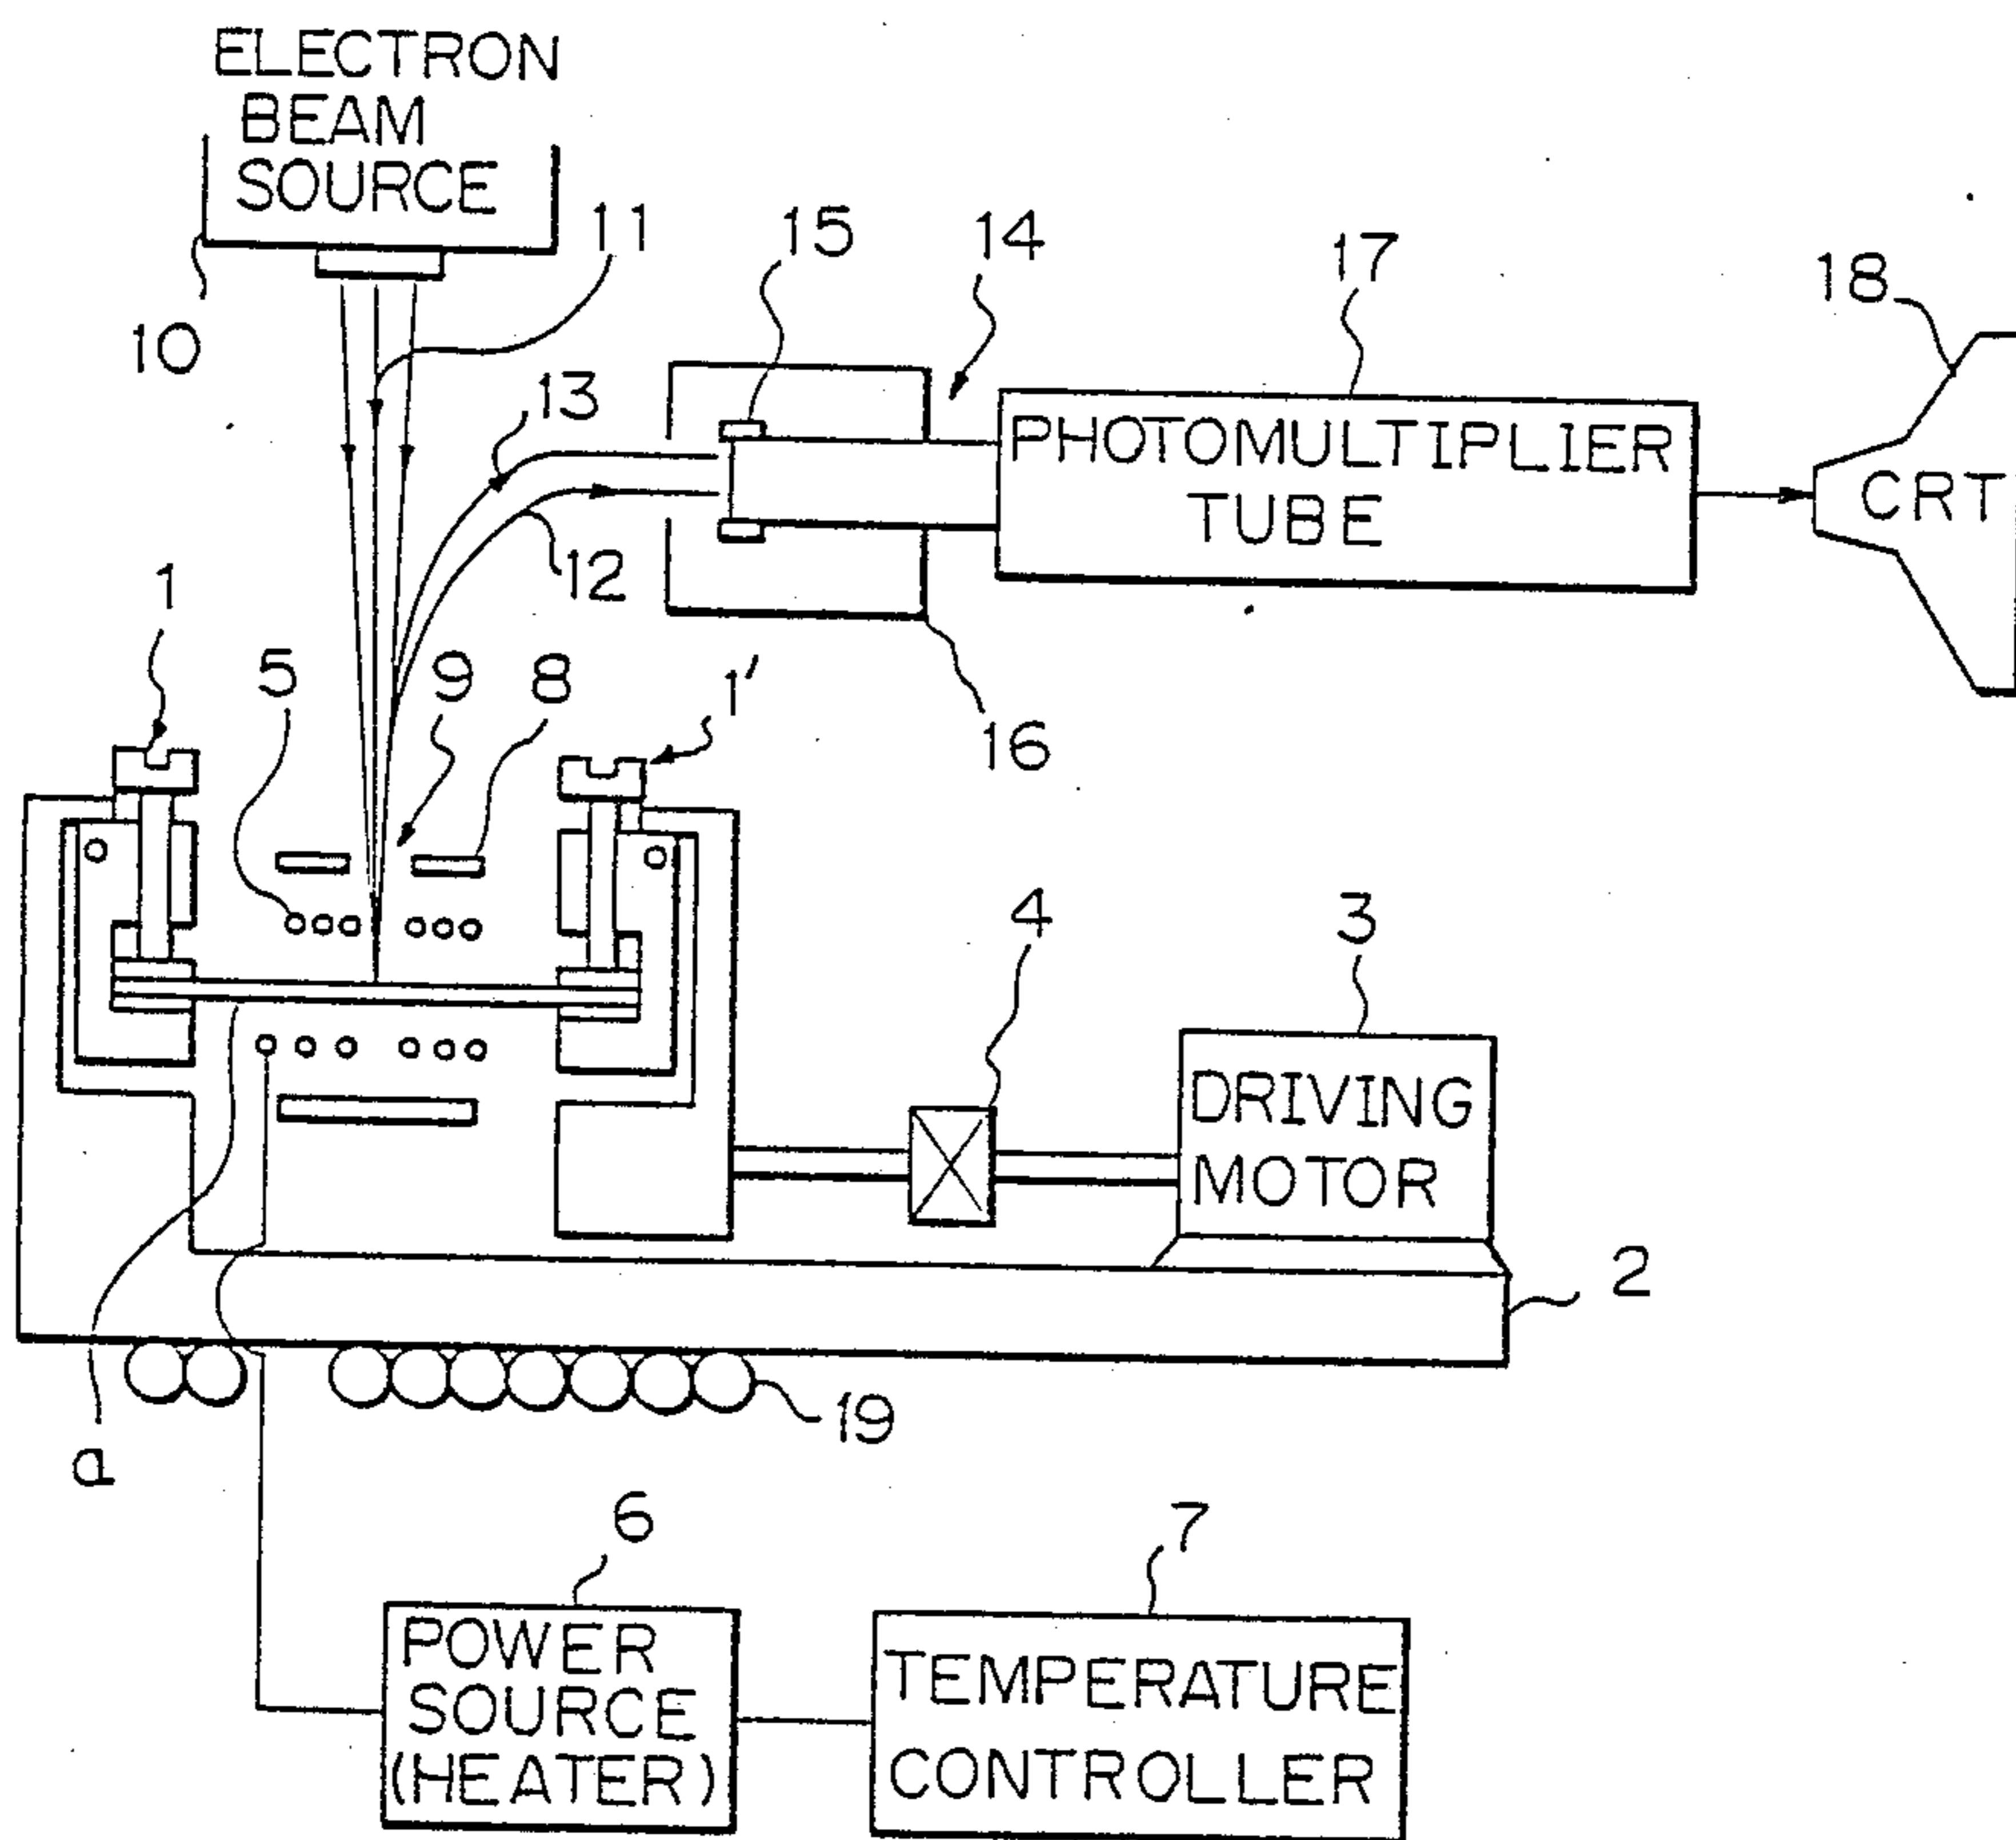 ELECTRON
BEAM
SOURCE
10
11
15
14
17
18
13
12
PHOTOMULTIPLIER
TUBE
CRT
1
5
9
8
1'
16
4
3
DRIVING
MOTOR
2
19
a
6
7
POWER
SOURCE
(HEATER)
TEMPERATURE
CONTROLLER